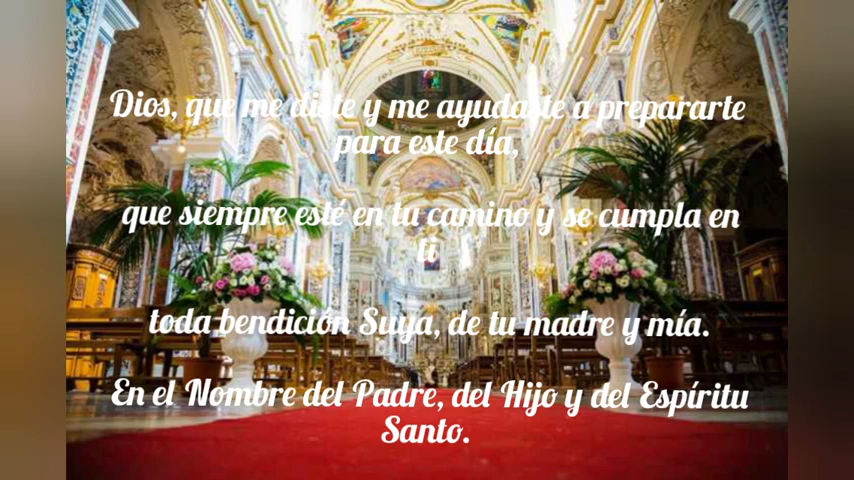 Dios, que me diste y me ayudaste a prepararte
para este día,
que siempre esté en tu camino y se cumpla en
ti
toda bendición Suya, de tu madre y mía.
En el Nombre del Padre, del Hijo y del Espíritu
Santo.